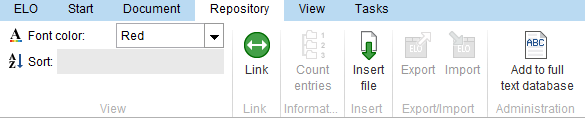 ELO Start Document Repository View Tasks
Font color: Red
Sort:
Link
Count entries
Insert file
Export
Import
Add to full text database
View Link Informat... Insert Export/Import Administration